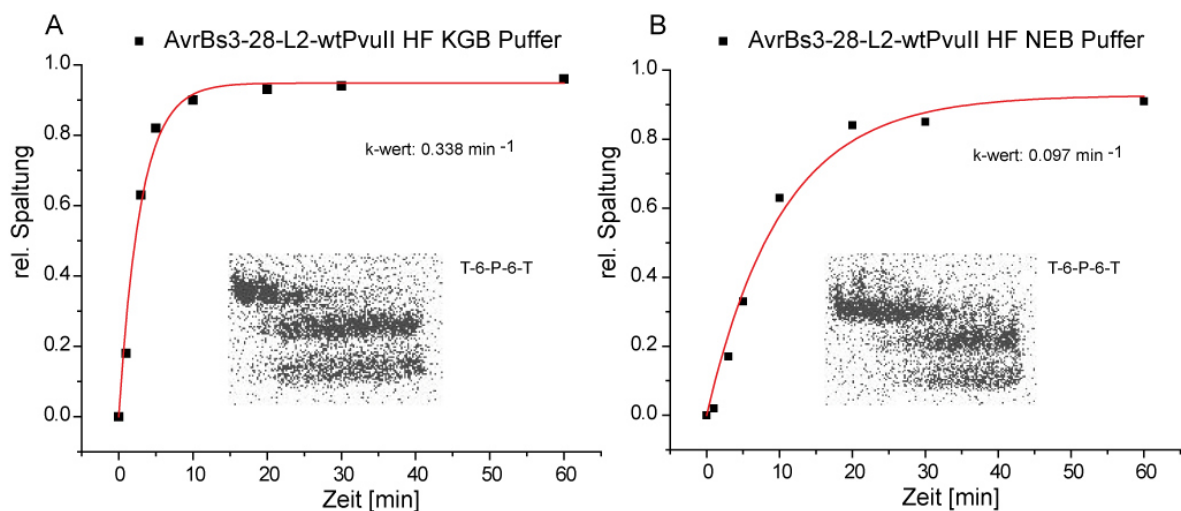 A
■ AvrBs3-28-L2-wtPvuII HF KGB Puffer
1.0
0.8
0.6
0.4
0.2
0.0
rel. Spaltung
k-wert: 0.338 min -1
T-6-P-6-T
0 10 20 30 40 50 60
Zeit [min]
B
■ AvrBs3-28-L2-wtPvuII HF NEB Puffer
1.0
0.8
0.6
0.4
0.2
0.0
rel. Spaltung
k-wert: 0.097 min -1
T-6-P-6-T
0 10 20 30 40 50 60
Zeit [min]